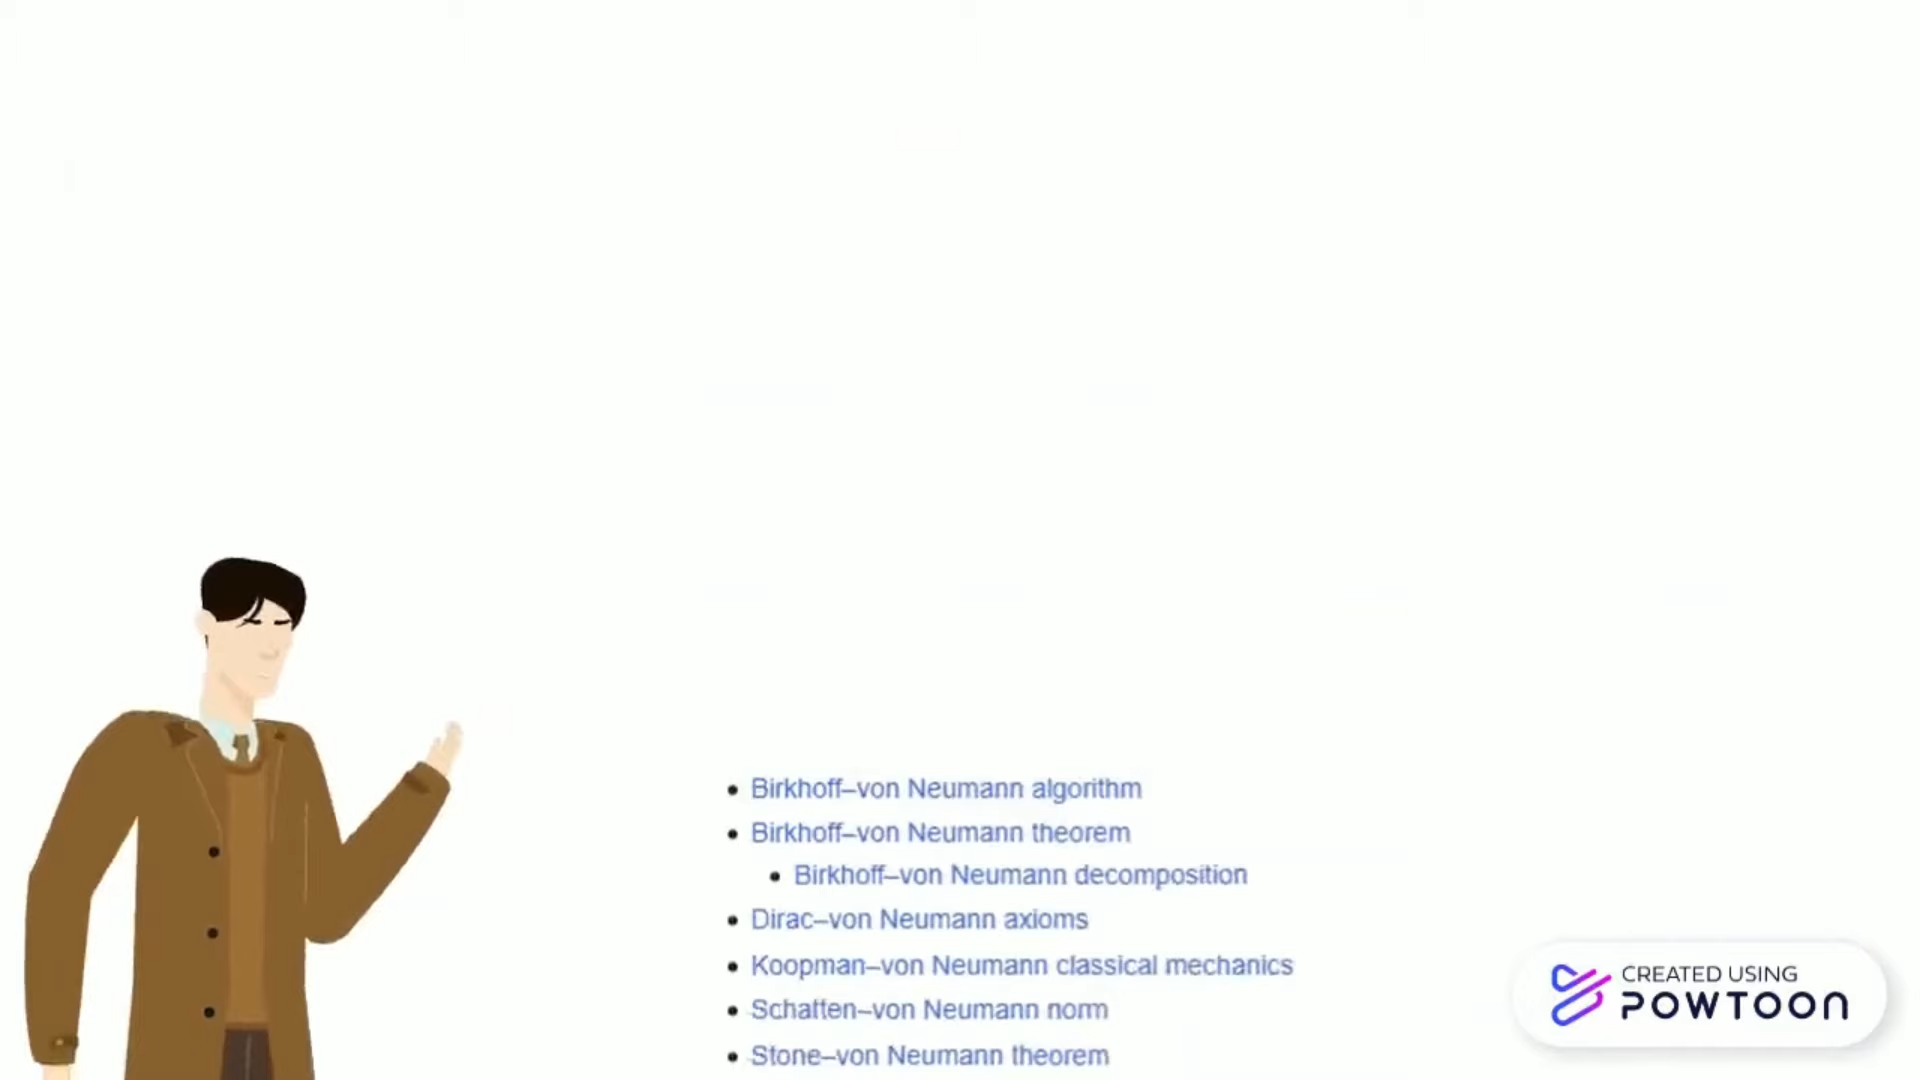 Birkhoff–von Neumann algorithm
Birkhoff–von Neumann theorem
Birkhoff–von Neumann decomposition
Dirac–von Neumann axioms
Koopman–von Neumann classical mechanics
Schatten–von Neumann norm
Stone–von Neumann theorem
CREATED USING
POWTOON